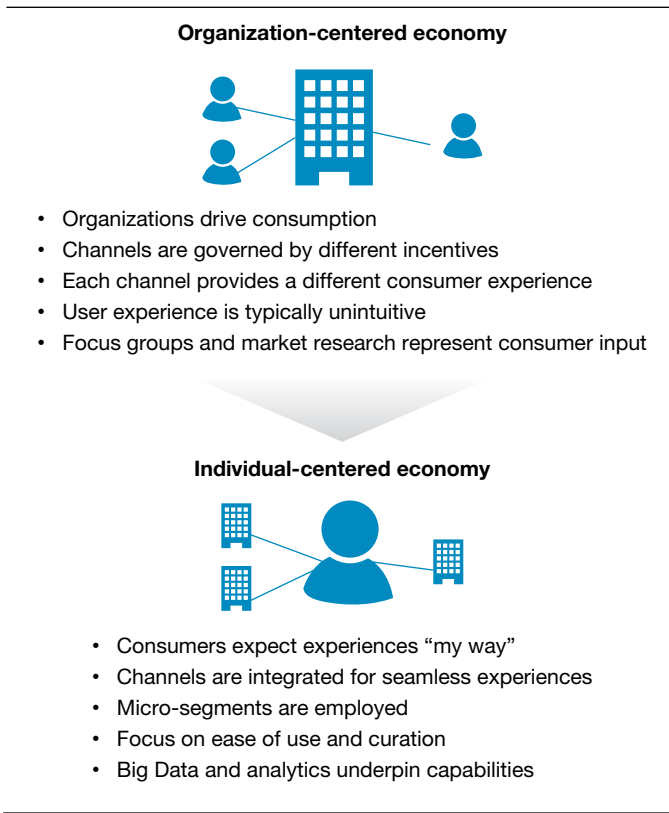 Organization-centered economy
• Organizations drive consumption
• Channels are governed by different incentives
• Each channel provides a different consumer experience
• User experience is typically unintuitive
• Focus groups and market research represent consumer input
Individual-centered economy
• Consumers expect experiences “my way”
• Channels are integrated for seamless experiences
• Micro-segments are employed
• Focus on ease of use and curation
• Big Data and analytics underpin capabilities